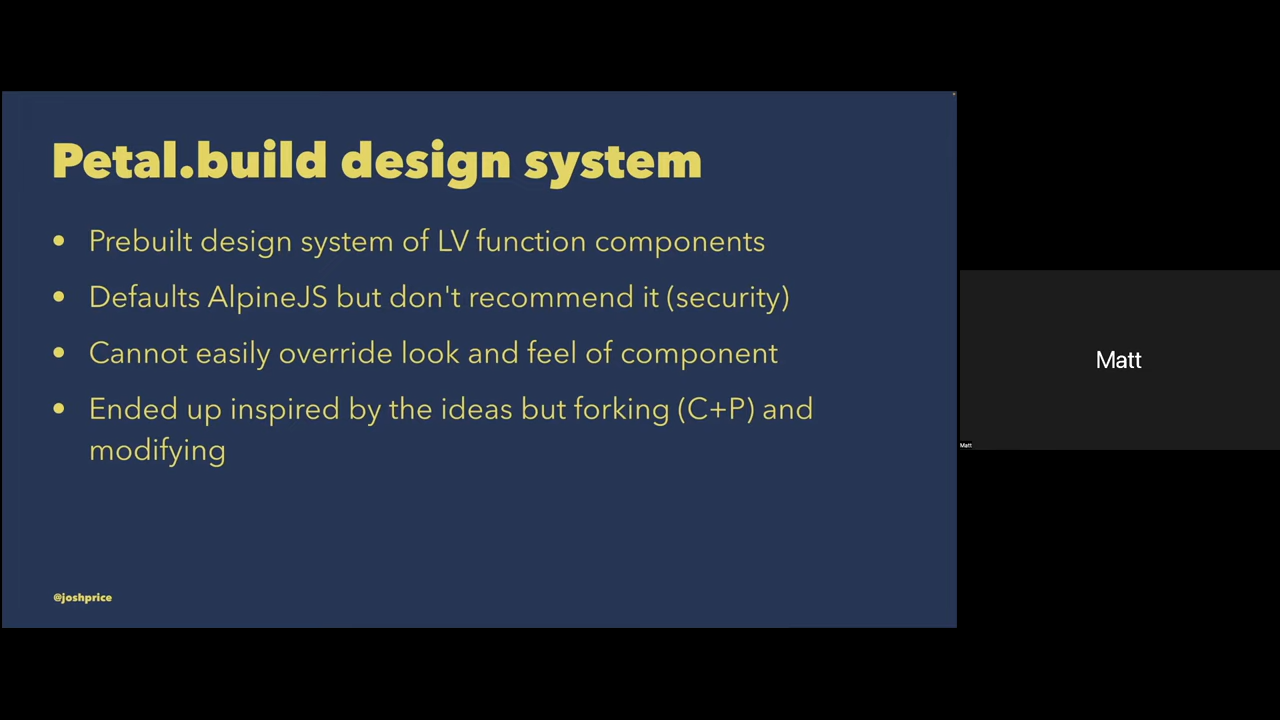 Petal.build design system
• Prebuilt design system of LV function components
• Defaults AlpineJS but don't recommend it (security)
• Cannot easily override look and feel of component
• Ended up inspired by the ideas but forking (C+P) and
modifying
@joshprice
Matt
Matt